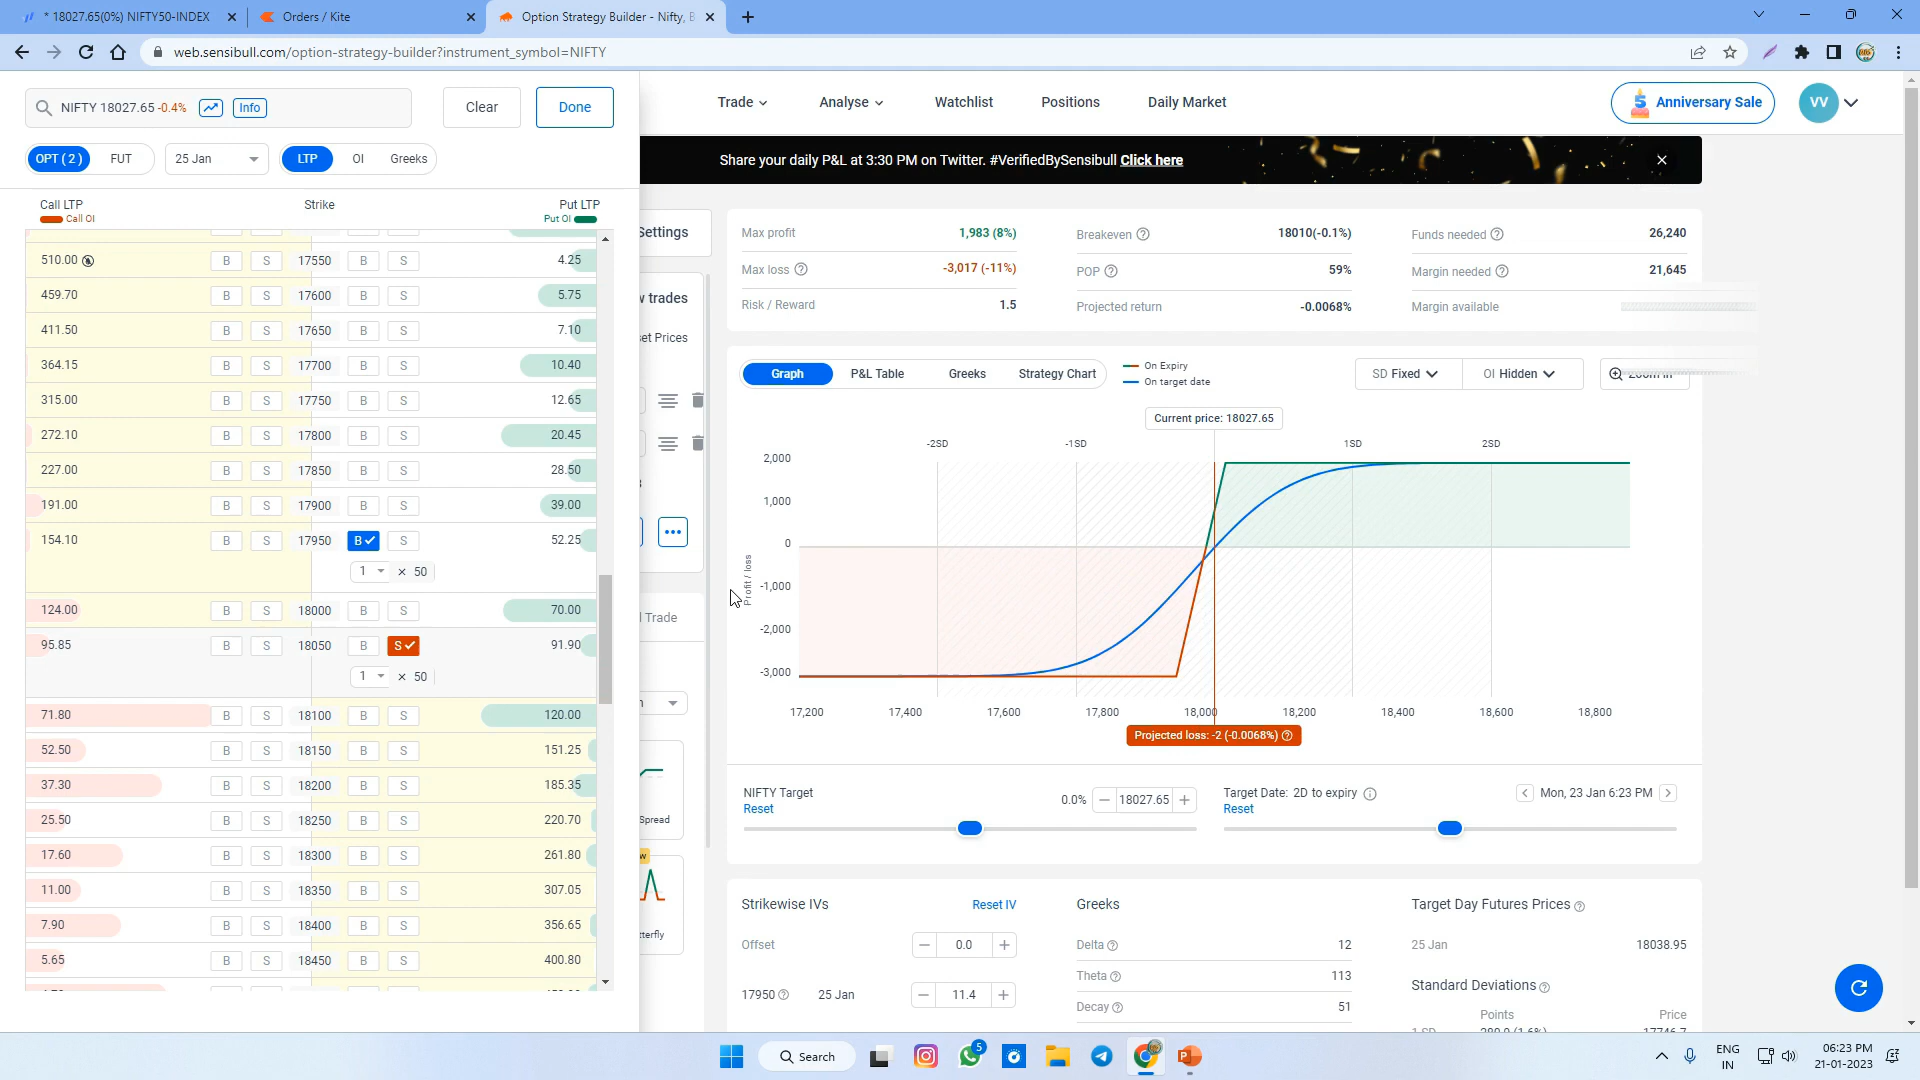 * 18027.65(0%) NIFTY50-INDEX
Orders / Kite
Option Strategy Builder - Nifty, B
web.sensibull.com/option-strategy-builder?instrument_symbol=NIFTY
NIFTY 18027.65 -0.4% Info
Clear
Done
Trade
Analyse
Watchlist
Positions
Daily Market
5 Anniversary Sale
VV
OPT ( 2 ) FUT
25 Jan
LTP OI Greeks
Share your daily P&L at 3:30 PM on Twitter. #VerifiedBySensibull Click here
Call LTP Strike Put LTP
Call OI Put OI
510.00 B S 17550 B S 4.25
459.70 B S 17600 B S 5.75
411.50 B S 17650 B S 7.10
364.15 B S 17700 B S 10.40
315.00 B S 17750 B S 12.65
272.10 B S 17800 B S 20.45
227.00 B S 17850 B S 28.50
191.00 B S 17900 B S 39.00
154.10 B S 17950 B S 52.25
1 × 50
124.00 B S 18000 B S 70.00
95.85 B S 18050 B S 91.90
1 × 50
71.80 B S 18100 B S 120.00
52.50 B S 18150 B S 151.25
37.30 B S 18200 B S 185.35
25.50 B S 18250 B S 220.70
17.60 B S 18300 B S 261.80
11.00 B S 18350 B S 307.05
7.90 B S 18400 B S 356.65
5.65 B S 18450 B S 400.80
ettings
trades
et Prices
Trade
Spread
tterfly
Max profit 1,983 (8%)
Max loss -3,017 (-11%)
Risk / Reward 1.5
Breakeven 18010(-0.1%)
POP 59%
Projected return -0.0068%
Funds needed 26,240
Margin needed 21,645
Margin available
Graph P&L Table Greeks Strategy Chart
On Expiry
On target date
SD Fixed
OI Hidden
Current price: 18027.65
-2SD -1SD 1SD 2SD
2,000
1,000
0
-1,000
-2,000
-3,000
Profit / loss
17,200 17,400 17,600 17,800 18,000 18,200 18,400 18,600 18,800
Projected loss: -2 (-0.0068%)
NIFTY Target
Reset
0.0% 18027.65
Target Date: 2D to expiry
Reset
Mon, 23 Jan 6:23 PM
Strikewise IVs Reset IV
Offset 0.0
17950 25 Jan 11.4
Greeks
Delta 12
Theta 113
Decay 51
Target Day Futures Prices
25 Jan 18038.95
Standard Deviations
Points Price
Search
5
ENG
IN
06:23 PM
21-01-2023